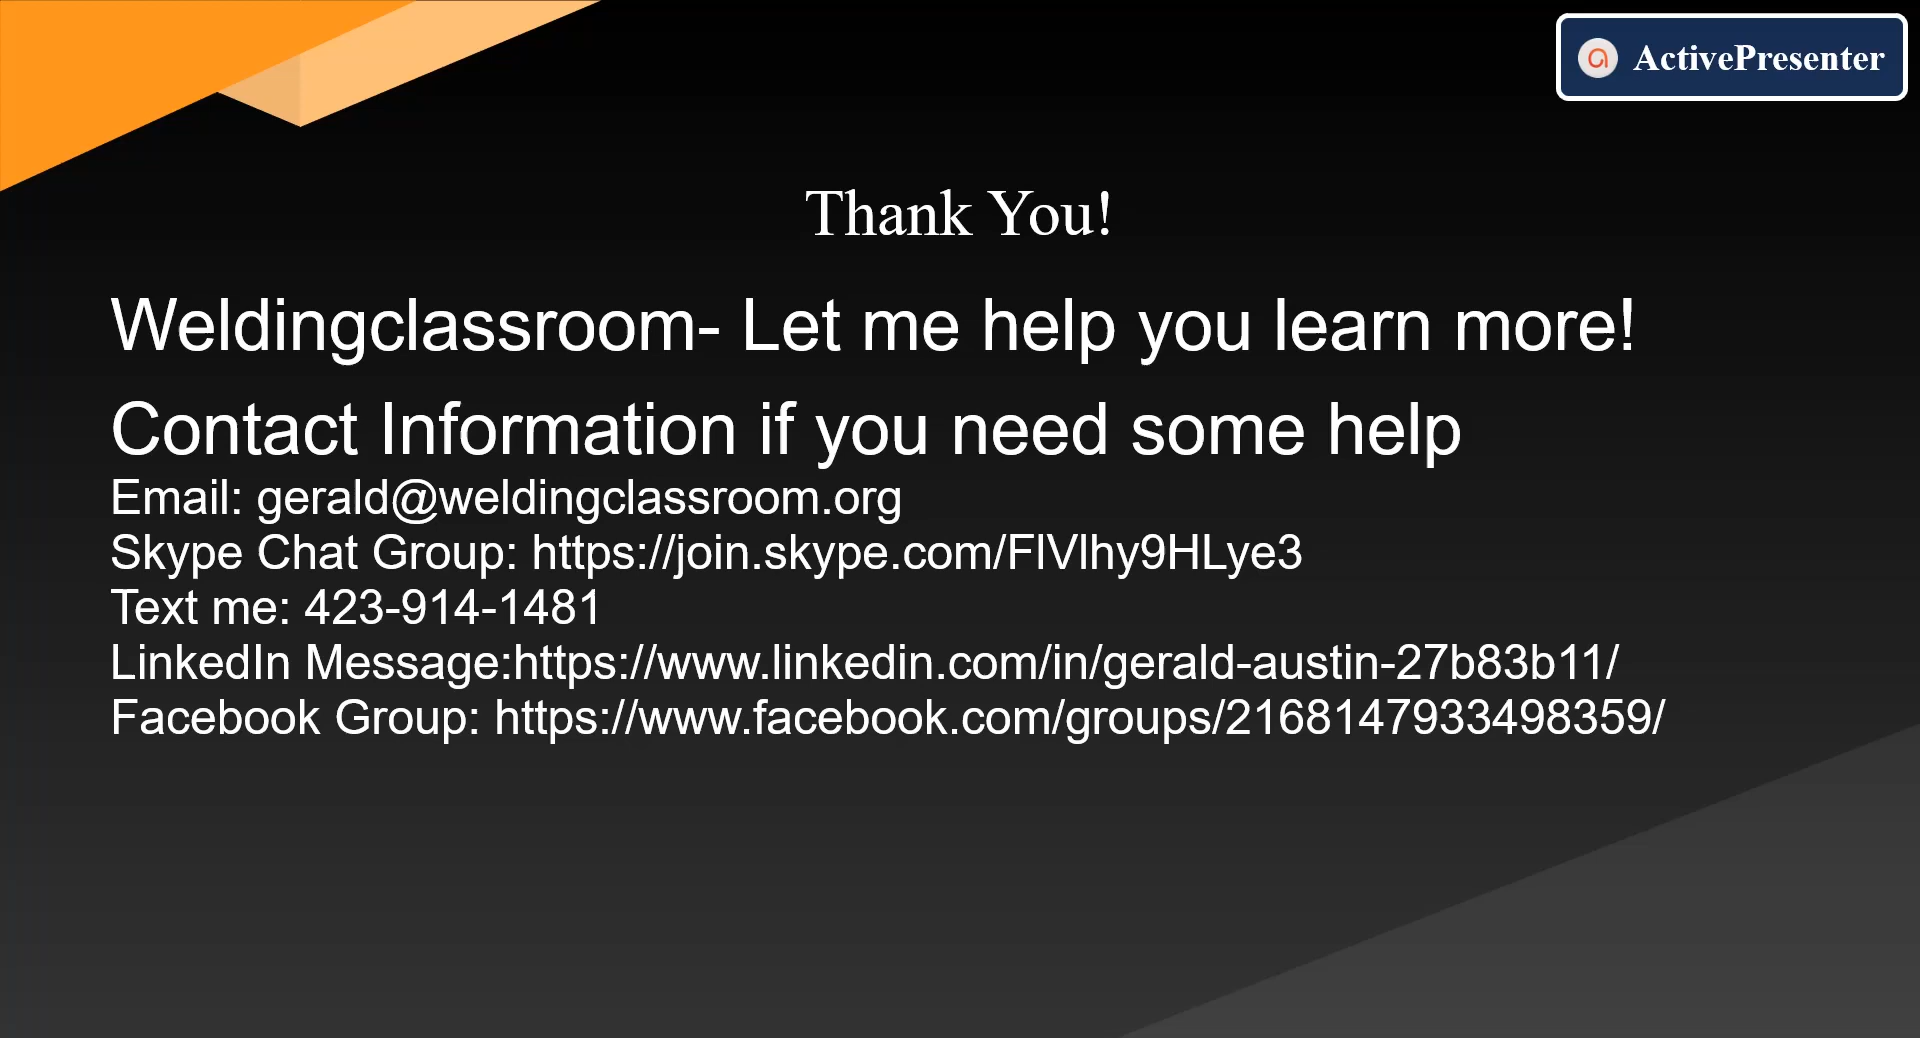 ActivePresenter
Thank You!
Weldingclassroom- Let me help you learn more!
Contact Information if you need some help
Email: gerald@weldingclassroom.org
Skype Chat Group: https://join.skype.com/FlVlhy9HLye3
Text me: 423-914-1481
LinkedIn Message:https://www.linkedin.com/in/gerald-austin-27b83b11/
Facebook Group: https://www.facebook.com/groups/2168147933498359/